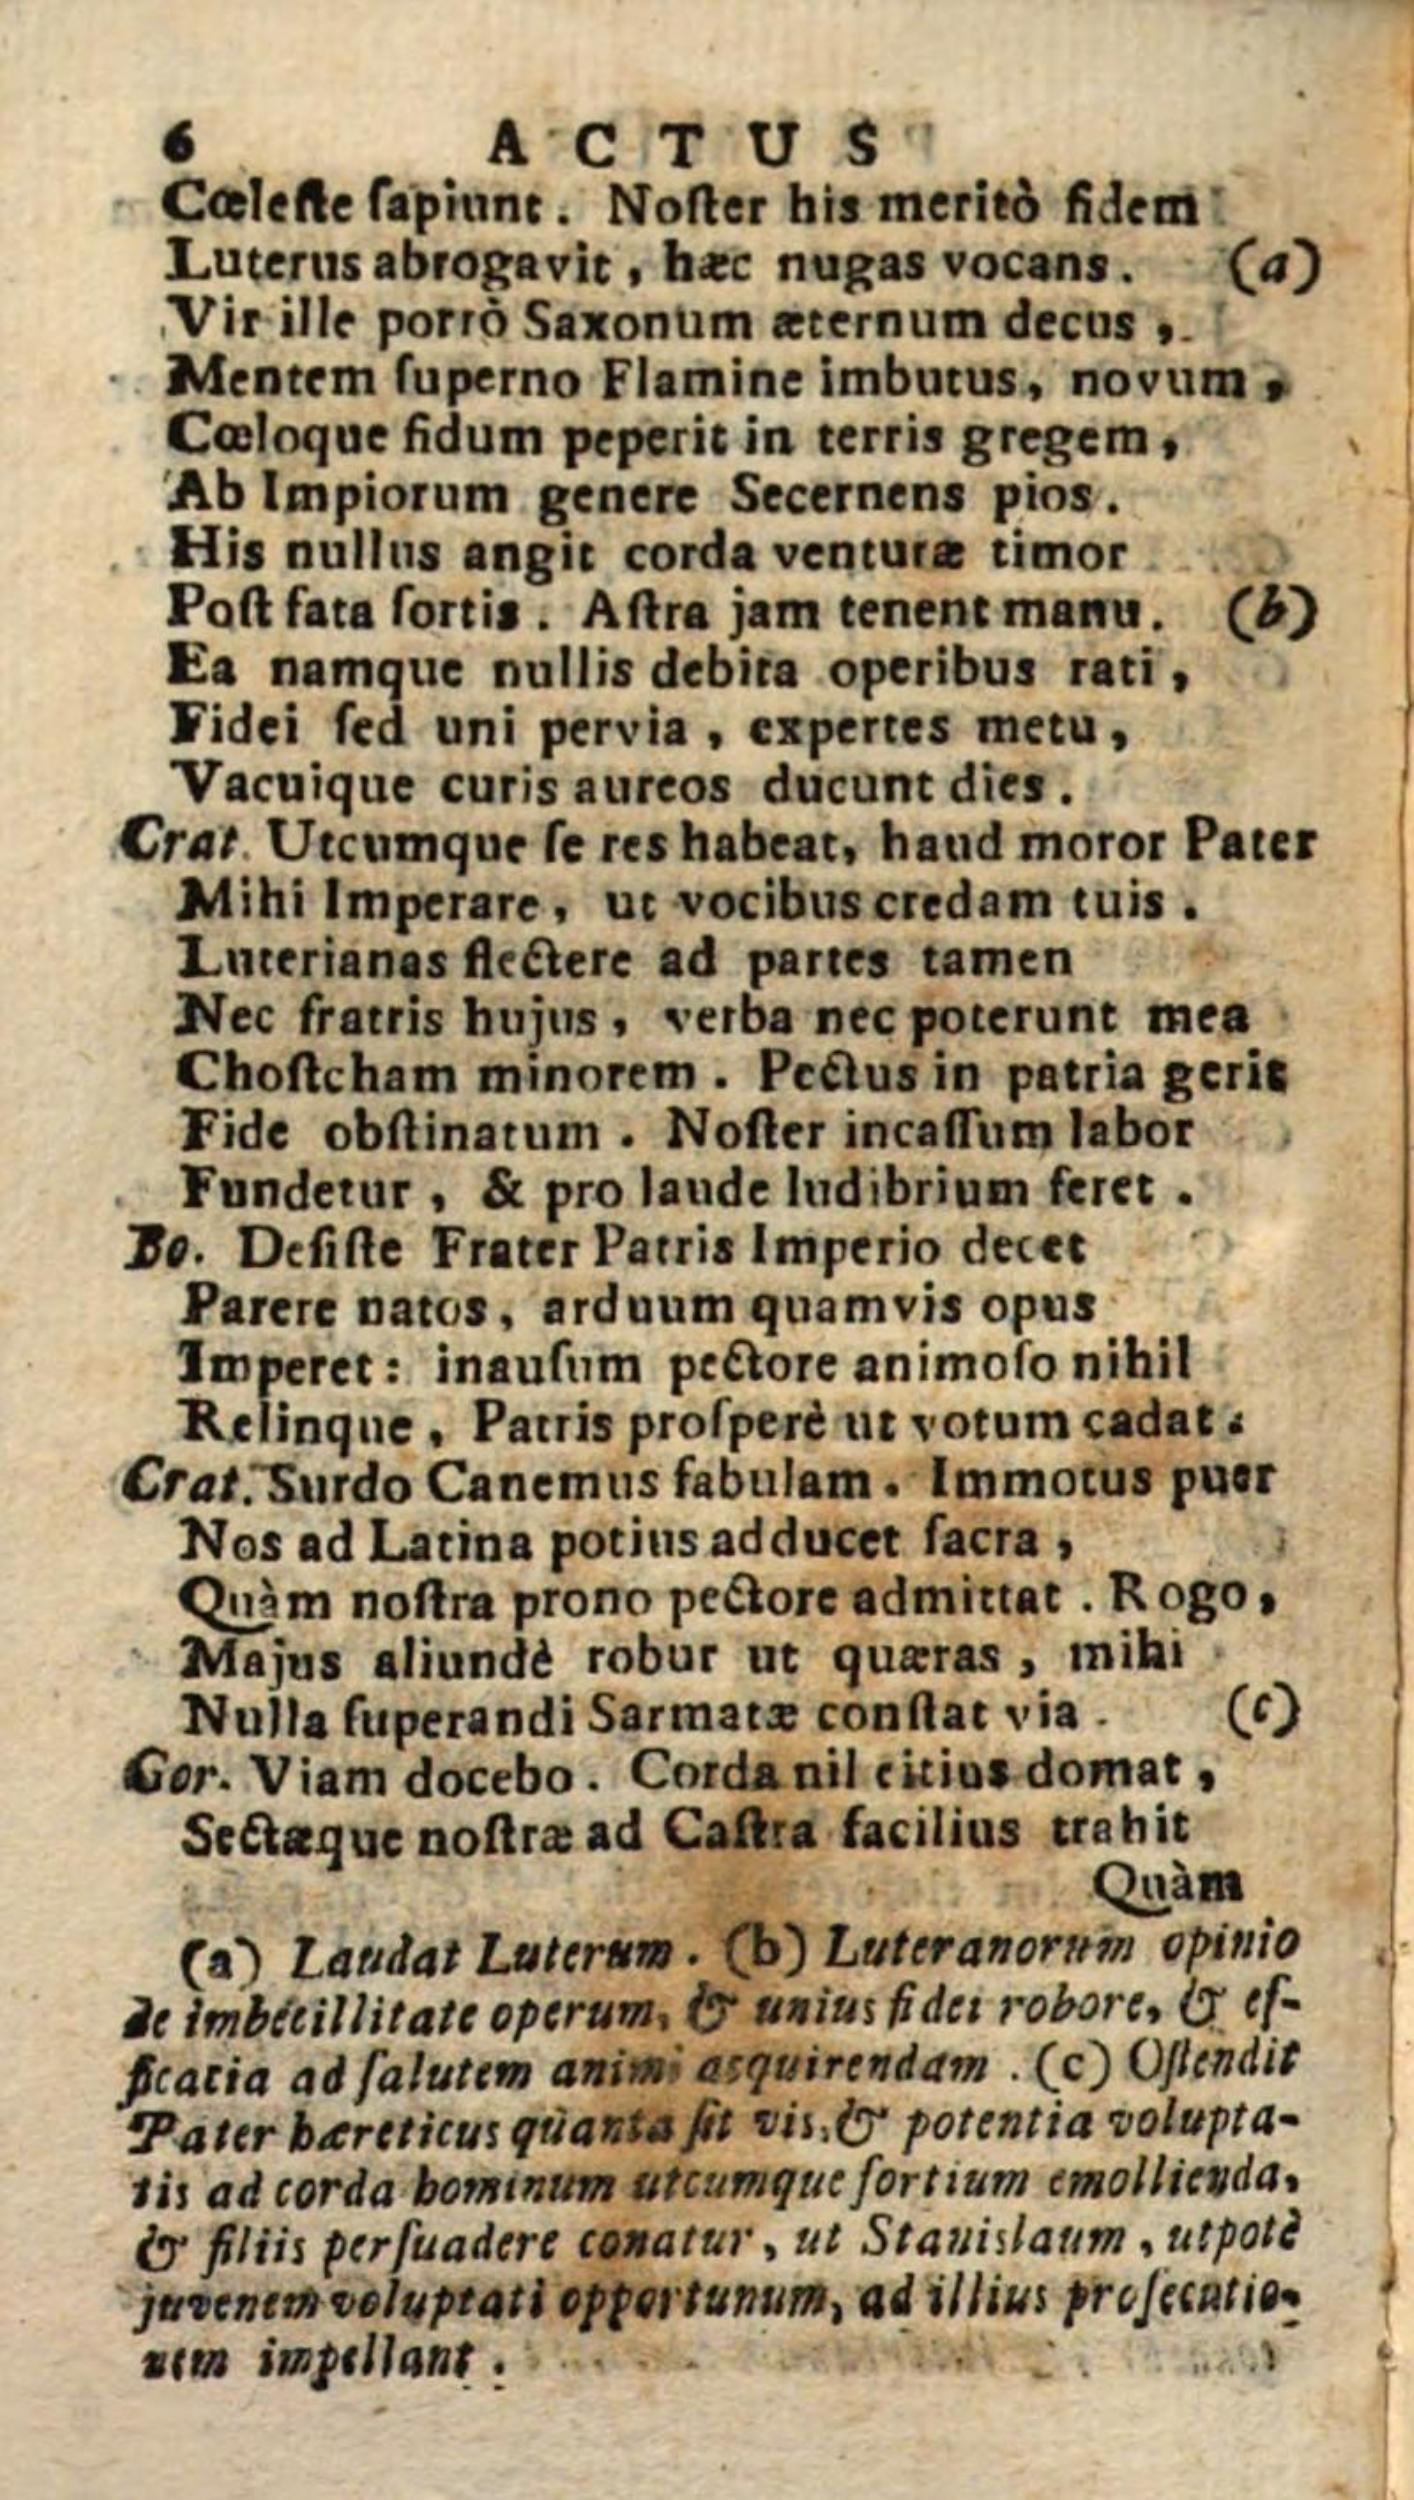 6 ACTUS
Cœleſte ſapiunt. Noſter his meritò fidem
Luterus abrogavit, hæc nugas vocans. (a)
Vir ille porrò Saxonum æternum decus,
Mentem ſuperno Flamine imbutus, novum,
Cœloque fidum peperit in terris gregem,
Ab Impiorum genere Secernens pios.
His nullus angit corda venturæ timor
Poſt fata ſortis. Aſtra jam tenent manu. (b)
Ea namque nullis debita operibus rati,
Fidei ſed uni pervia, expertes metu,
Vacuique curis aureos ducunt dies.
Crat. Utcumque ſe res habeat, haud moror Pater
Mihi Imperare, ut vocibus credam tuis.
Luterianas flectere ad partes tamen
Nec fratris hujus, verba nec poterunt mea
Choſtcham minorem. Pectus in patria gerit
Fide obſtinatum. Noſter incaſſum labor
Fundetur, & pro laude ludibrium feret.
Bo. Deſiſte Frater Patris Imperio decet
Parere natos, arduum quamvis opus
Imperet: inauſum pectore animoſo nihil
Relinque, Patris proſperè ut votum cadat.
Crat. Surdo Canemus fabulam. Immotus puer
Nos ad Latina potius adducet ſacra,
Quàm noſtra prono pectore admittat. Rogo,
Majus aliundè robur ut quæras, mihi
Nulla ſuperandi Sarmatæ conſtat via. (c)
Gor. Viam docebo. Corda nil citius domat,
Sectæque noſtræ ad Caſtra facilius trahit
Quàm
(a) Laudat Luterum. (b) Luteranorum opinio
de imbecillitate operum, & unius fidei robore, & ef-
ficacia ad ſalutem animi acquirendam. (c) Oſtendit
Pater hæreticus quanta ſit vis, & potentia volupta-
tis ad corda hominum utcumque fortium emollienda,
& filiis perſuadere conatur, ut Stanislaum, utpotè
juvenem voluptati opportunum, ad illius proſecutio-
nem impellant.